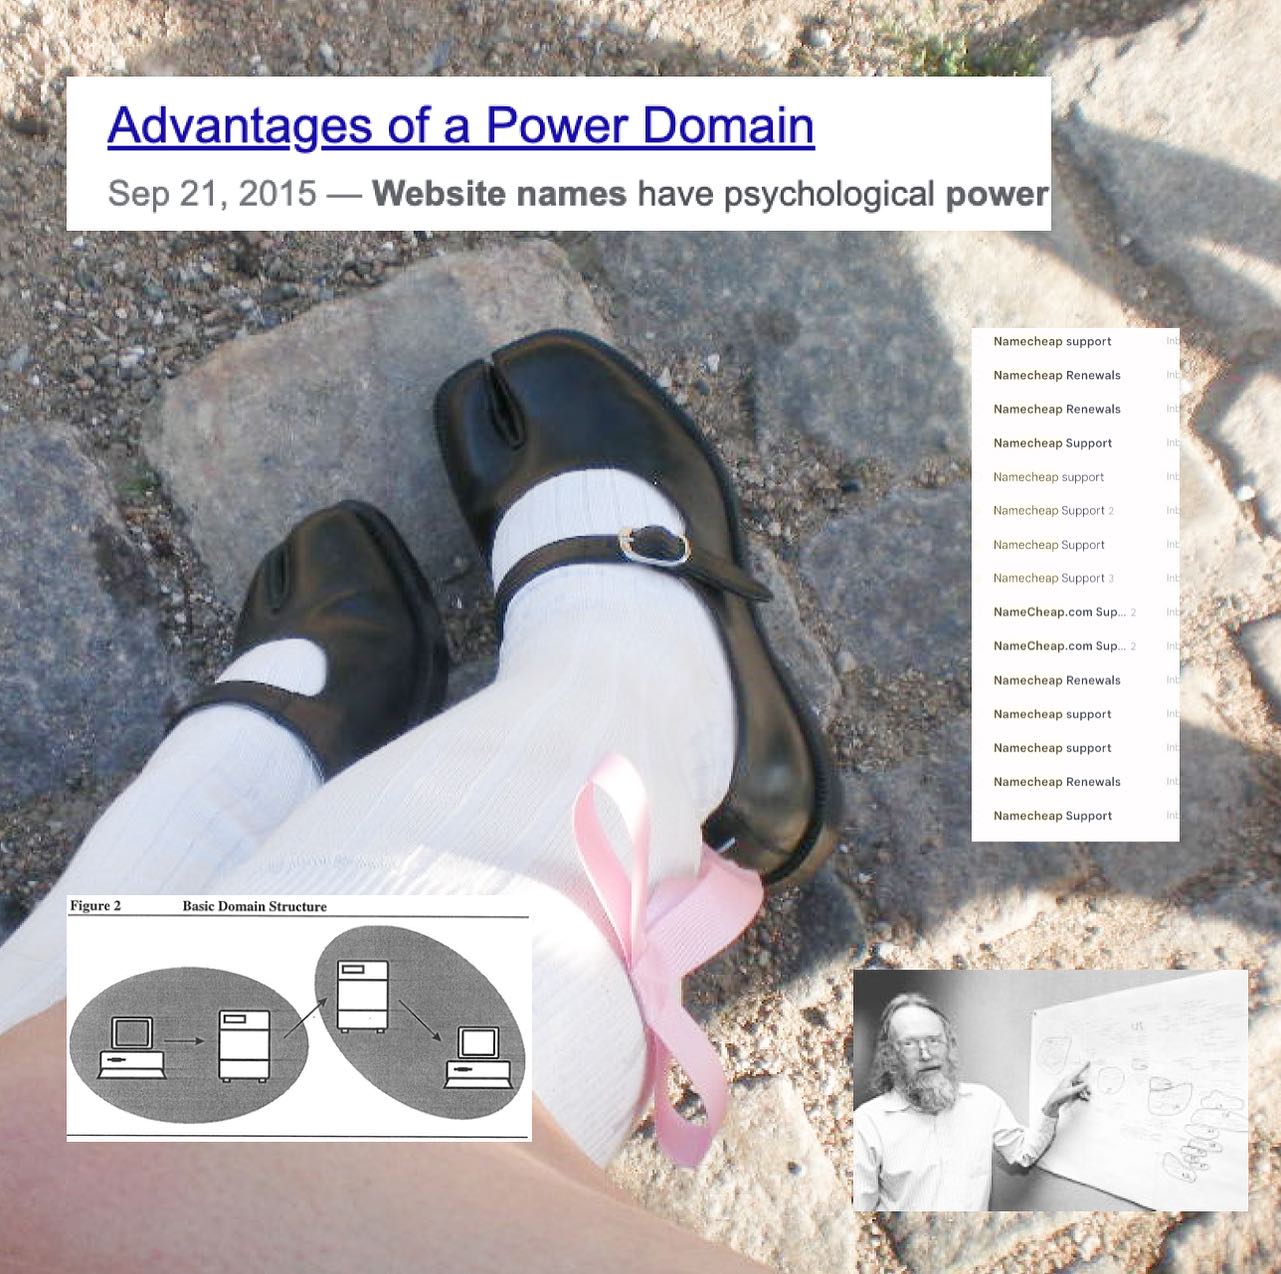 Advantages of a Power Domain
Sep 21, 2015 — Website names have psychological power
Namecheap support
Namecheap Renewals
Namecheap Renewals
Namecheap Support
Namecheap support
Namecheap Support 2
Namecheap Support
Namecheap Support 3
NameCheap.com Sup... 2
NameCheap.com Sup... 2
Namecheap Renewals
Namecheap support
Namecheap support
Namecheap Renewals
Namecheap Support
Figure 2 Basic Domain Structure